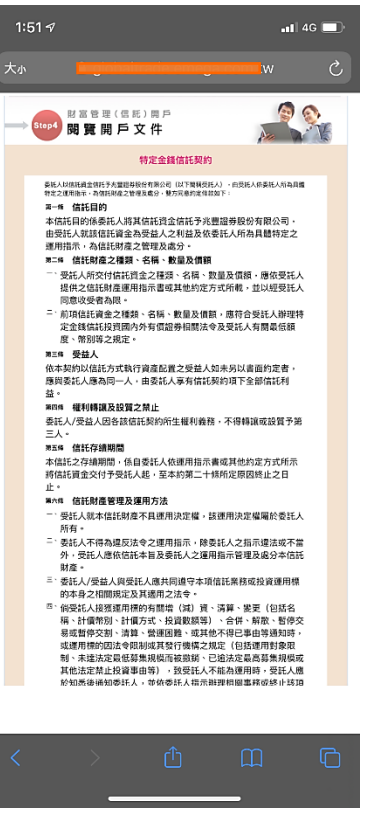 1:51
4G
大小
.w
Step4
財富管理(信託)開戶
閱覽開戶文件
特定金錢信託契約
委託人以信託資金信託予兆豐證券股份有限公司（以下簡稱受託人），由受託人依委託人所為具體
特定之運用指示，為信託財產之管理及處分，雙方同意約定條款如下：
第一條 信託目的
本信託目的係委託人將其信託資金信託予兆豐證券股份有限公司，
由受託人就該信託資金為受益人之利益及依委託人所為具體特定之
運用指示，為信託財產之管理及處分。
第二條 信託財產之種類、名稱、數量及價額
一、受託人所交付信託資金之種類、名稱、數量及價額，應依受託人
提供之信託財產運用指示書或其他約定方式所載，並以經受託人
同意收受者為限。
二、前項信託資金之種類、名稱、數量及價額，應符合受託人辦理特
定金錢信託投資國內外有價證券相關法令及受託人有關最低額
度、幣別等之規定。
第三條 受益人
依本契約以信託方式執行資產配置之受益人如未另以書面約定者，
應與委託人應為同一人，由委託人享有信託契約項下全部信託利
益。
第四條 權利轉讓及設質之禁止
委託人/受益人因各該信託契約所生權利義務，不得轉讓或設質予第
三人。
第五條 信託存續期間
本信託之存續期間，係自委託人依運用指示書或其他約定方式所示
將信託資金交付予受託人起，至本約第二十條所定原因終止之日
止。
第六條 信託財產管理及運用方法
一、受託人就本信託財產不具運用決定權，該運用決定權屬於委託人
所有。
二、委託人不得為違反法令之運用指示，除委託人之指示違法或不當
外，受託人應依信託本旨及委託人之運用指示管理及處分本信託
財產。
三、委託人/受益人與受託人應共同遵守本項信託業務或投資運用標
的本身之相關規定及其適用之法令。
四、倘受託人接獲運用標的有關增（減）資、清算、變更（包括名
稱、計價幣別、計價方式、投資數額等）、合併、解散、暫停交
易或暫停交割、清算、營運困難、或其他不得已事由等通知時，
或運用標的因法令限制或其發行機構之規定（包括運用對象限
制、未達法定最低募集規模而被撤銷、已逾法定最高募集規模或
其他法定禁止投資事由等），致受託人不能為運用時，受託人應
於知悉後通知委託人，並依委託人指示辦理相關事務或終止該項